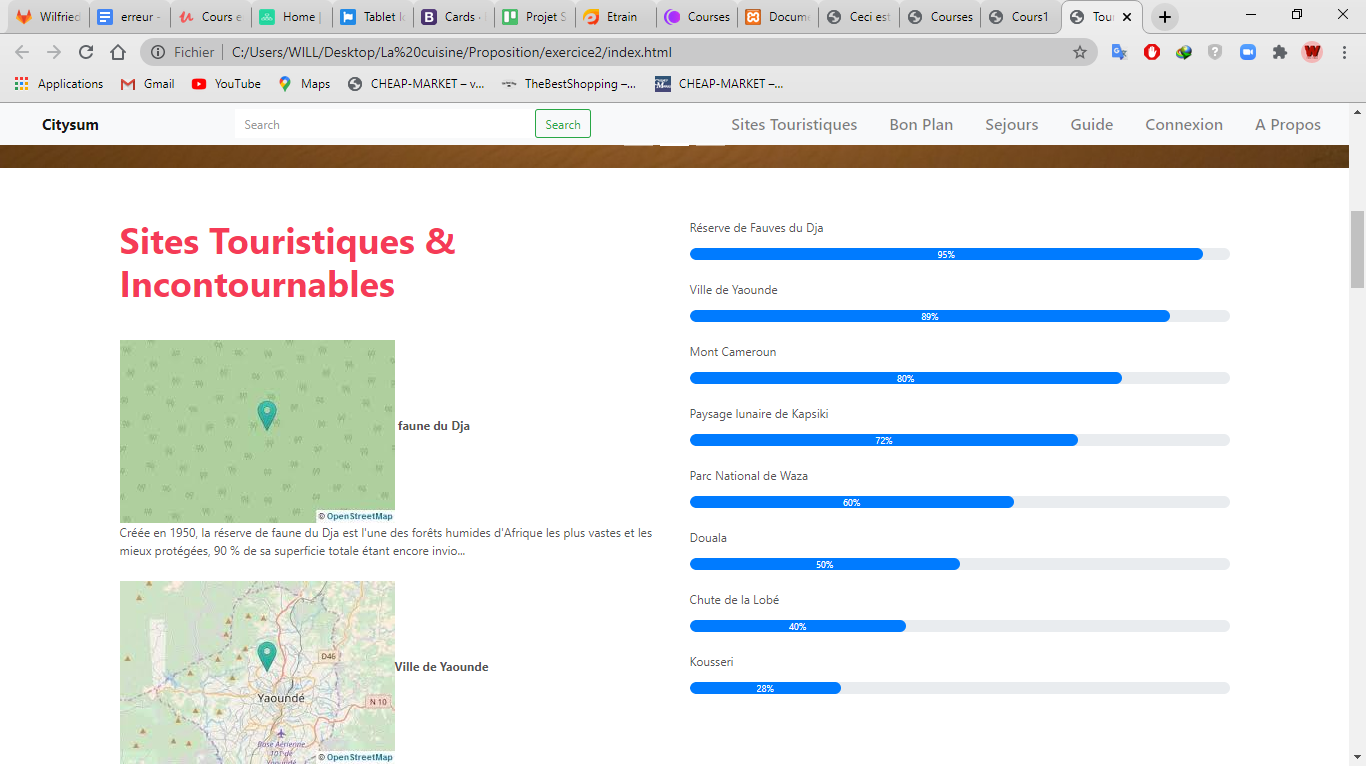 Wilfried
erreur -
Cours e
Home |
Tablet Ic
Cards ·
Projet S
Etrain
Courses
Docum
Ceci est
Courses
Cours1
Tour
Fichier | C:/Users/WILL/Desktop/La%20cuisine/Proposition/exercice2/index.html
Applications
Gmail
YouTube
Maps
CHEAP-MARKET – v...
TheBestShopping –...
CHEAP-MARKET –...
Citysum
Search
Search
Sites Touristiques
Bon Plan
Sejours
Guide
Connexion
A Propos
Sites Touristiques &
Incontournables
faune du Dja
© OpenStreetMap
Créée en 1950, la réserve de faune du Dja est l'une des forêts humides d'Afrique les plus vastes et les
mieux protégées, 90 % de sa superficie totale étant encore invio...
D46
Ville de Yaounde
Yaoundé
N 10
Base Aérienne
101 de
Yaoundé
© OpenStreetMap
Réserve de Fauves du Dja
95%
Ville de Yaounde
89%
Mont Cameroun
80%
Paysage lunaire de Kapsiki
72%
Parc National de Waza
60%
Douala
50%
Chute de la Lobé
40%
Kousseri
28%